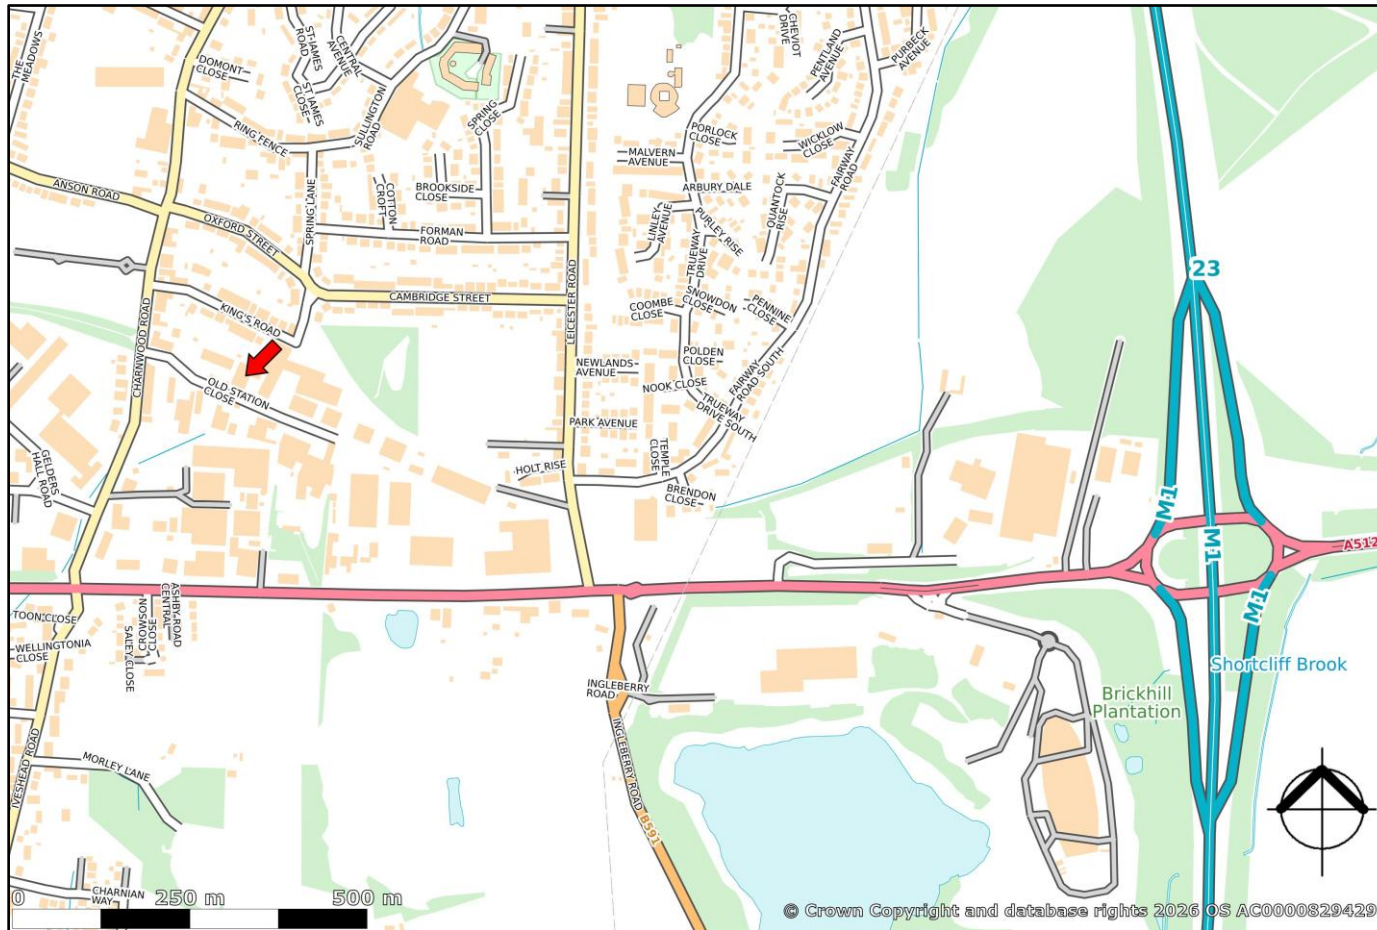 THE
MEADOWS
DOMONT
CLOSE
ST JAMES
ROAD
CENTRAL
AVENUE
ST JAMES
CLOSE
SULLINGTON
ROAD
RING FENCE
SPRING
CLOSE
CHEVIOT
DRIVE
PENTLAND
AVENUE
PURBECK
AVENUE
PORLOCK
CLOSE
WICKLOW
CLOSE
MALVERN
AVENUE
FAIRWAY
ROAD
ANSON ROAD
OXFORD STREET
SPRING LANE
COTTON
CROFT
BROOKSIDE
CLOSE
FORMAN
ROAD
ARBURY DALE
QUANTOCK
RISE
LINLEY
AVENUE
PURLEY RISE
TRUEWAY
DRIVE
LEICESTER ROAD
CAMBRIDGE STREET
KING'S ROAD
CHARNWOOD ROAD
COOMBE
CLOSE
SNOWDON
CLOSE
PENNINE
CLOSE
23
OLD STATION
CLOSE
NEWLANDS
AVENUE
POLDEN
CLOSE
NOOK CLOSE
FAIRWAY
ROAD SOUTH
TRUEWAY
DRIVE SOUTH
PARK AVENUE
TEMPLE
CLOSE
HOLT RISE
BRENDON
CLOSE
GELDERS
HALL ROAD
M1
M1
M1
A512
ASHBY ROAD
CENTRAL
CROWSON
CLOSE
SALEY CLOSE
TOON CLOSE
WELLINGTONIA
CLOSE
INGLEBERRY
ROAD
INGLEBERRY ROAD
B591
Shortcliff Brook
Brickhill
Plantation
IVESHEAD ROAD
MORLEY LANE
CHARNIAN
WAY
0 250 m 500 m
© Crown Copyright and database rights 2026 OS AC0000829429